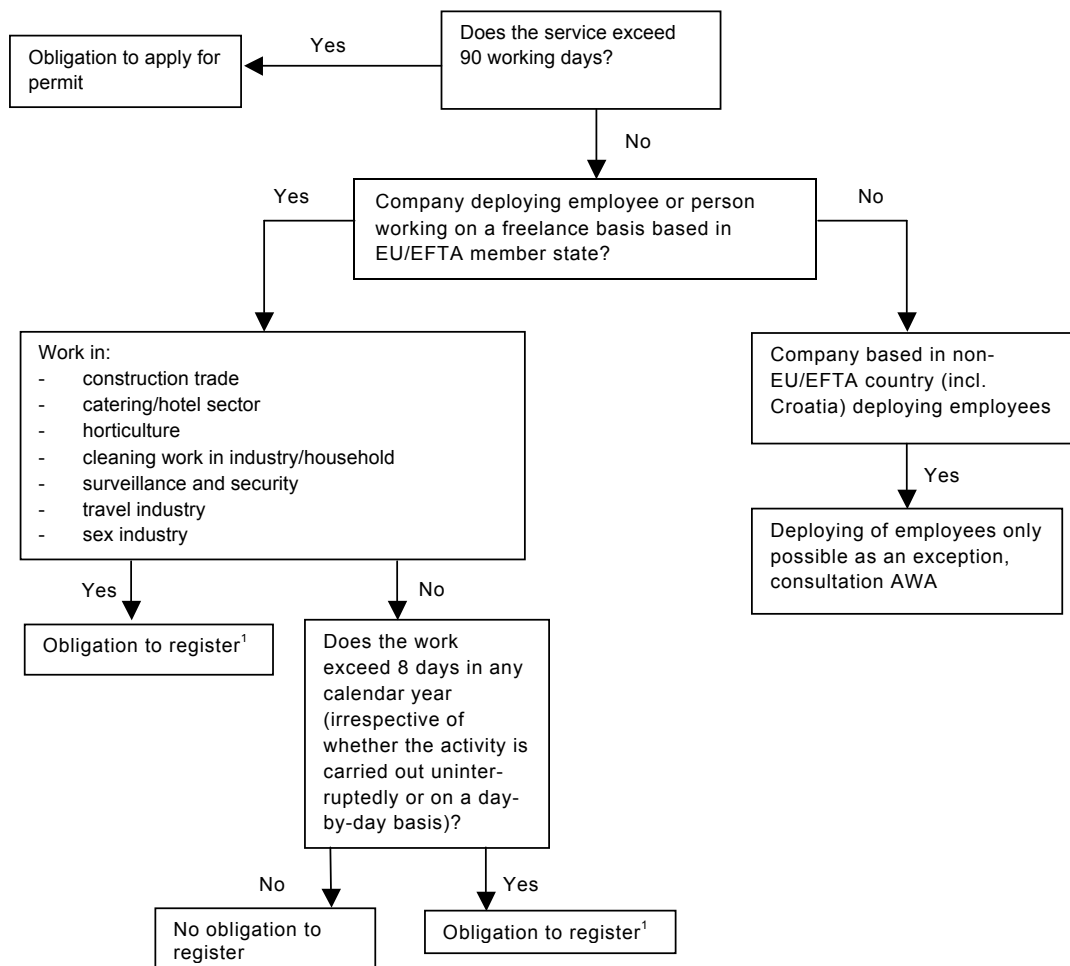 Does the service exceed
90 working days?
Yes
Obligation to apply for
permit
No
Company deploying employee or person
working on a freelance basis based in
EU/EFTA member state?
Yes
No
Work in:
- construction trade
- catering/hotel sector
- horticulture
- cleaning work in industry/household
- surveillance and security
- travel industry
- sex industry
Company based in non-
EU/EFTA country (incl.
Croatia) deploying employees
Yes
Deploying of employees only
possible as an exception,
consultation AWA
Yes
No
Obligation to register¹
Does the work
exceed 8 days in any
calendar year
(irrespective of
whether the activity is
carried out uninter-
ruptedly or on a day-
by-day basis)?
No
Yes
No obligation to
register
Obligation to register¹